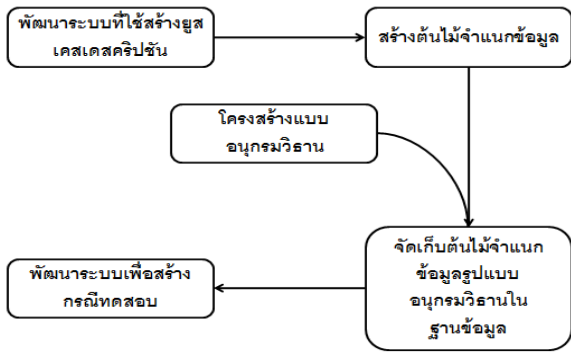 พัฒนาระบบที่ใช้สร้างยูส
เคสเดสคริปชัน
สร้างต้นไม้จำแนกข้อมูล
โครงสร้างแบบ
อนุกรมวิธาน
จัดเก็บต้นไม้จำแนก
ข้อมูลรูปแบบ
อนุกรมวิธานใน
ฐานข้อมูล
พัฒนาระบบเพื่อสร้าง
กรณีทดสอบ